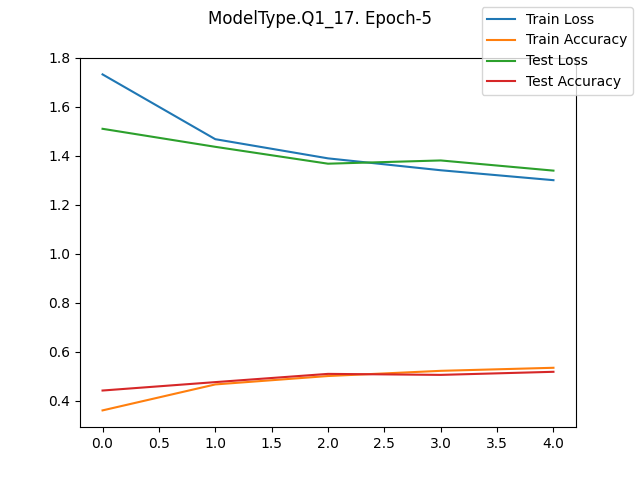 ModelType.Q1_17. Epoch-5
Train Loss
Train Accuracy
Test Loss
Test Accuracy
1.8
1.6
1.4
1.2
1.0
0.8
0.6
0.4
0.0 0.5 1.0 1.5 2.0 2.5 3.0 3.5 4.0